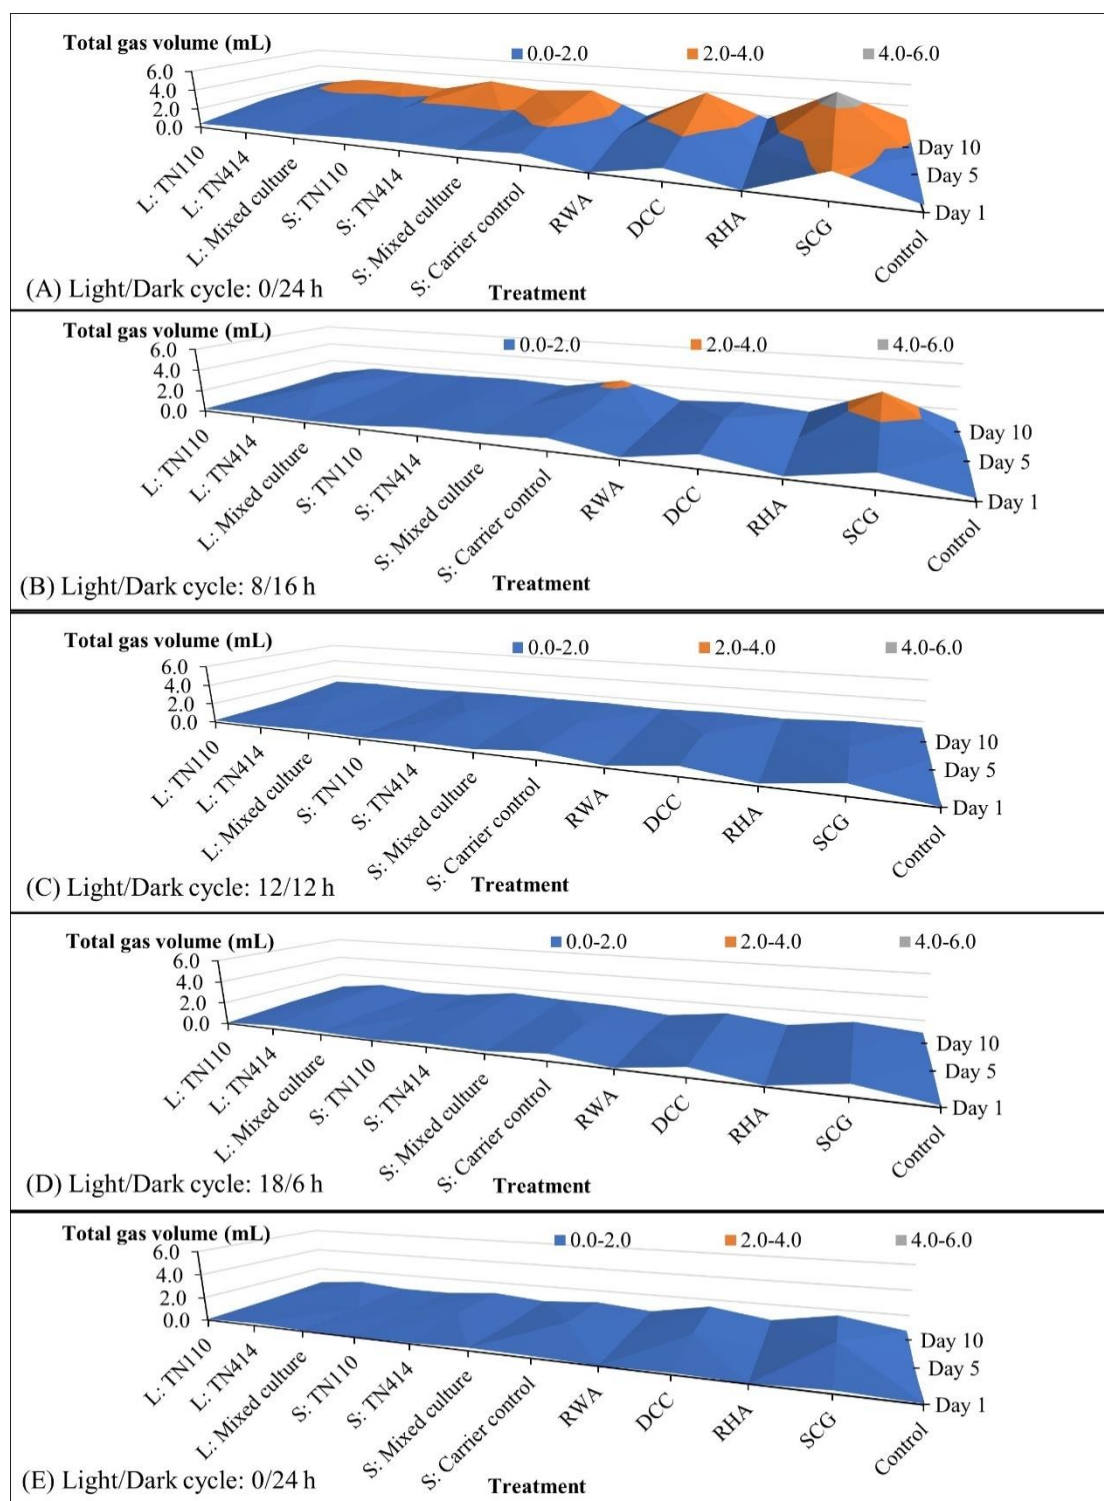 Total gas volume (mL)
0.0-2.0 2.0-4.0 4.0-6.0
6.0
4.0
2.0
0.0
Day 10
Day 5
Day 1
L: TN110 L: TN414 L: Mixed culture S: TN110 S: TN414 S: Mixed culture S: Carrier control RWA DCC RHA SCG Control
Treatment
(A) Light/Dark cycle: 0/24 h
Total gas volume (mL)
0.0-2.0 2.0-4.0 4.0-6.0
6.0
4.0
2.0
0.0
Day 10
Day 5
Day 1
L: TN110 L: TN414 L: Mixed culture S: TN110 S: TN414 S: Mixed culture S: Carrier control RWA DCC RHA SCG Control
Treatment
(B) Light/Dark cycle: 8/16 h
Total gas volume (mL)
0.0-2.0 2.0-4.0 4.0-6.0
6.0
4.0
2.0
0.0
Day 10
Day 5
Day 1
L: TN110 L: TN414 L: Mixed culture S: TN110 S: TN414 S: Mixed culture S: Carrier control RWA DCC RHA SCG Control
Treatment
(C) Light/Dark cycle: 12/12 h
Total gas volume (mL)
0.0-2.0 2.0-4.0 4.0-6.0
6.0
4.0
2.0
0.0
Day 10
Day 5
Day 1
L: TN110 L: TN414 L: Mixed culture S: TN110 S: TN414 S: Mixed culture S: Carrier control RWA DCC RHA SCG Control
Treatment
(D) Light/Dark cycle: 18/6 h
Total gas volume (mL)
0.0-2.0 2.0-4.0 4.0-6.0
6.0
4.0
2.0
0.0
Day 10
Day 5
Day 1
L: TN110 L: TN414 L: Mixed culture S: TN110 S: TN414 S: Mixed culture S: Carrier control RWA DCC RHA SCG Control
Treatment
(E) Light/Dark cycle: 0/24 h